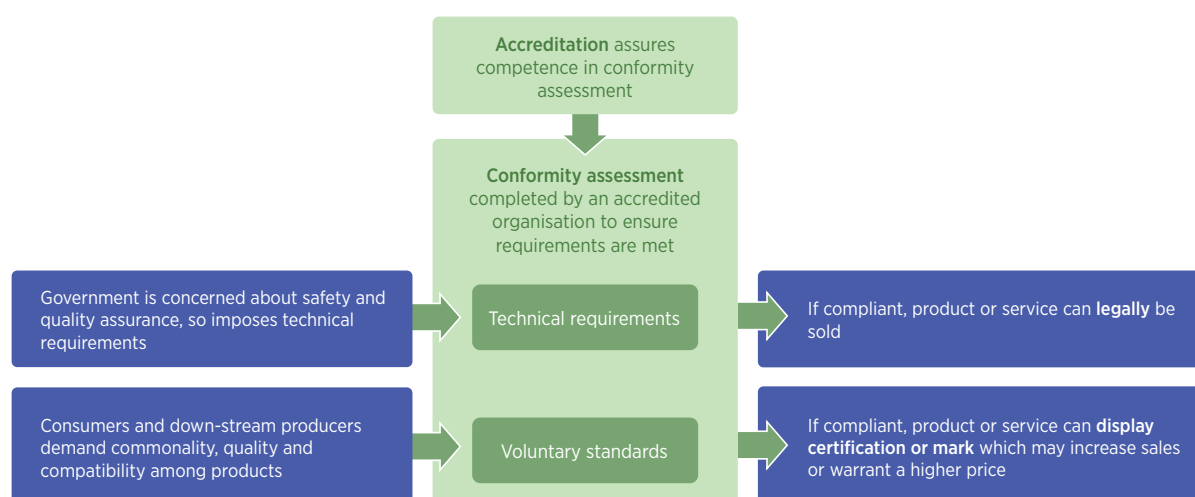 Accreditation assures
competence in conformity
assessment
Conformity assessment
completed by an accredited
organisation to ensure
requirements are met
Government is concerned about safety and
quality assurance, so imposes technical
requirements
Technical requirements
If compliant, product or service can legally be
sold
Consumers and down-stream producers
demand commonality, quality and
compatibility among products
Voluntary standards
If compliant, product or service can display
certification or mark which may increase sales
or warrant a higher price